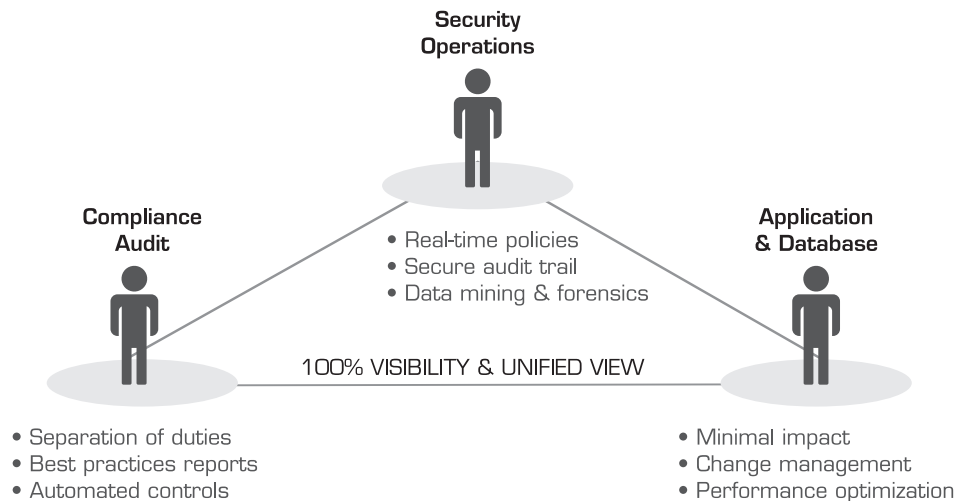 Security
Operations
Compliance
Audit
Application
& Database
• Real-time policies
• Secure audit trail
• Data mining & forensics
100% VISIBILITY & UNIFIED VIEW
• Separation of duties
• Best practices reports
• Automated controls
• Minimal impact
• Change management
• Performance optimization